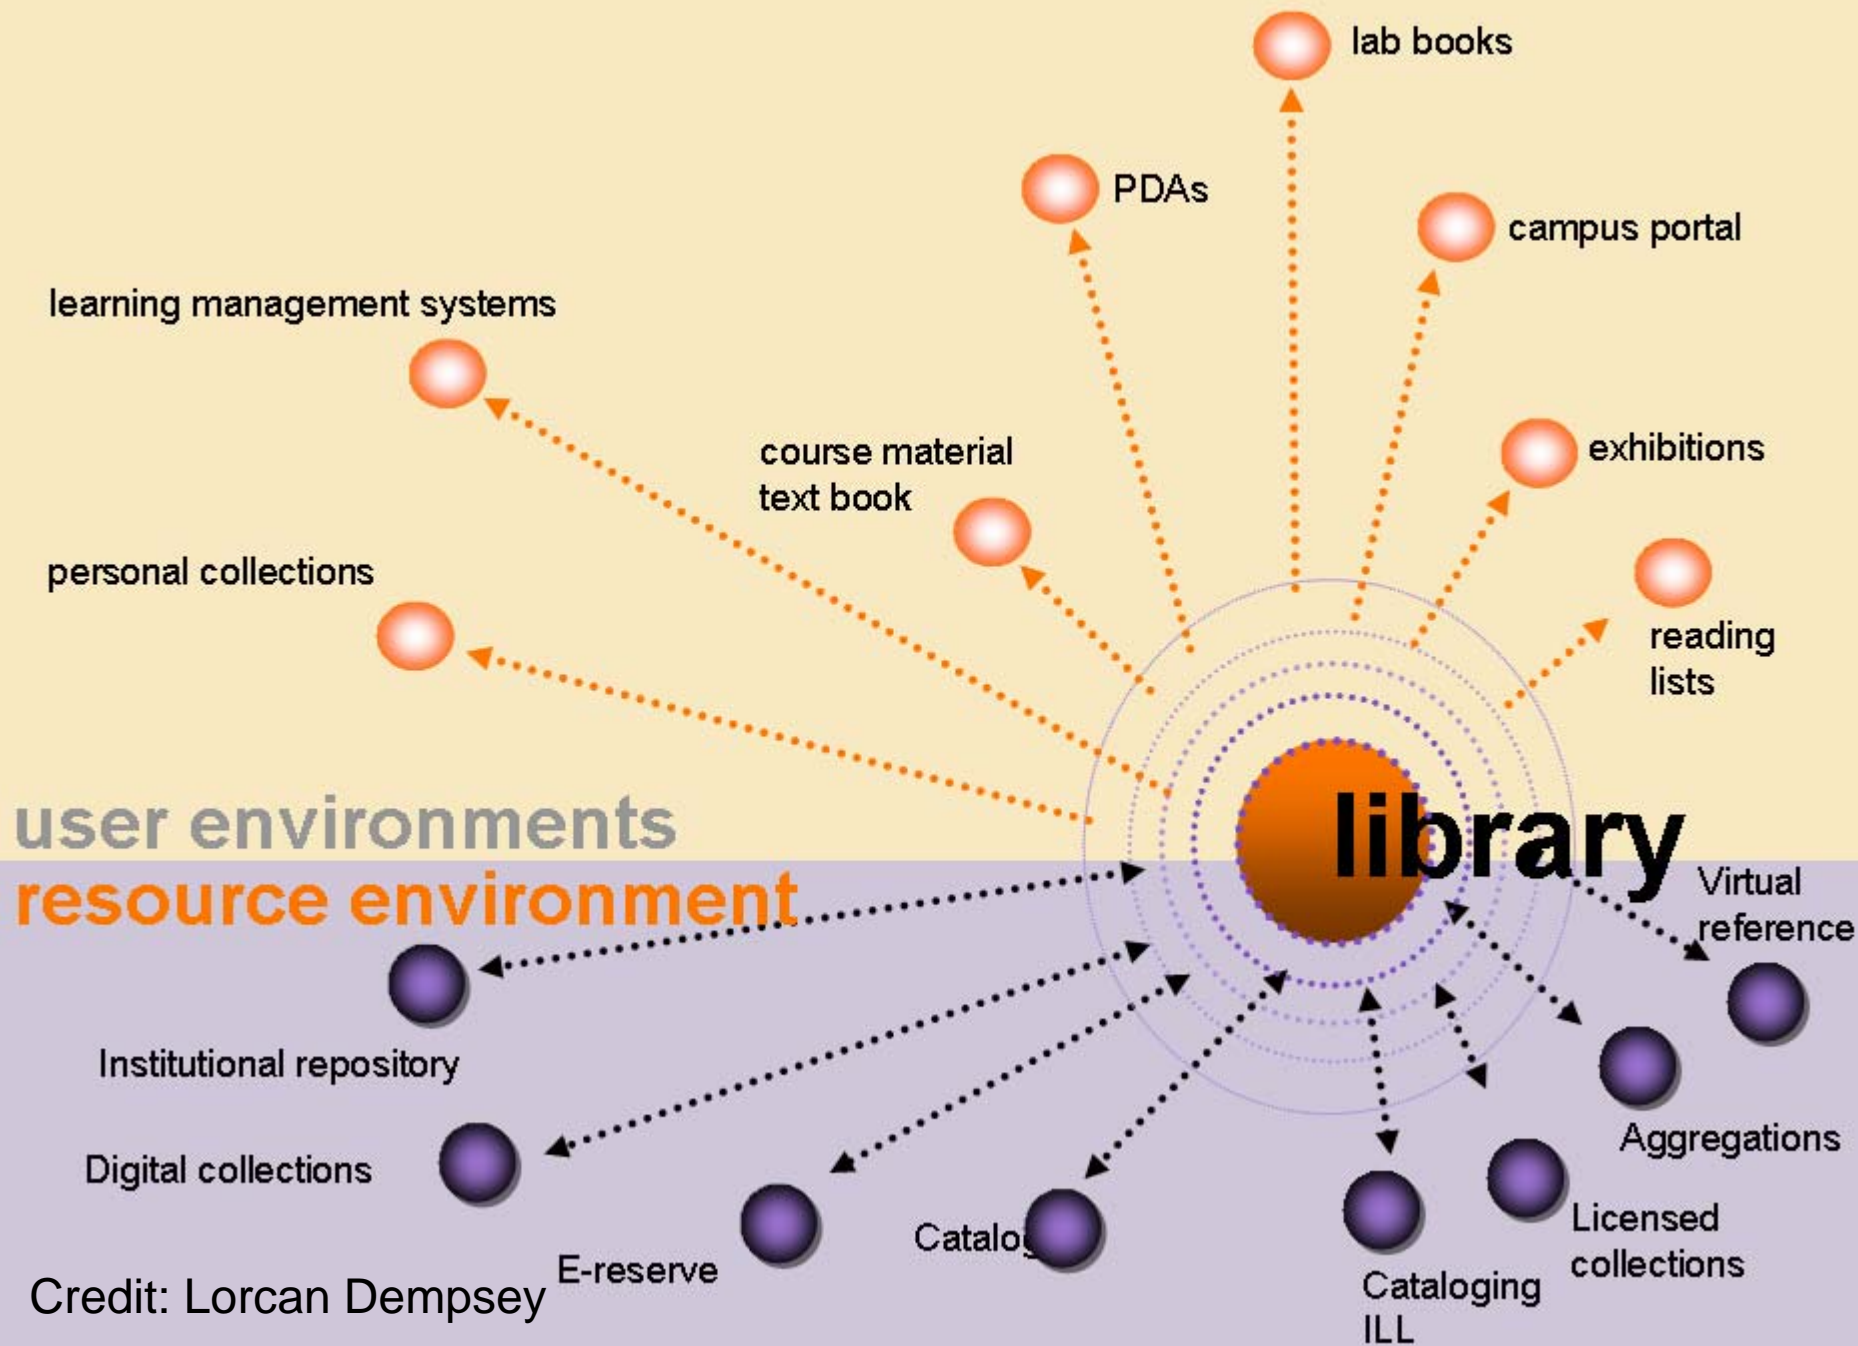 lab books
PDAs
campus portal
learning management systems
course material
text book
exhibitions
personal collections
reading
lists
user environments
library
resource environment
Virtual
reference
Institutional repository
Aggregations
Digital collections
Licensed
collections
Catalog
E-reserve
Cataloging
ILL
Credit: Lorcan Dempsey